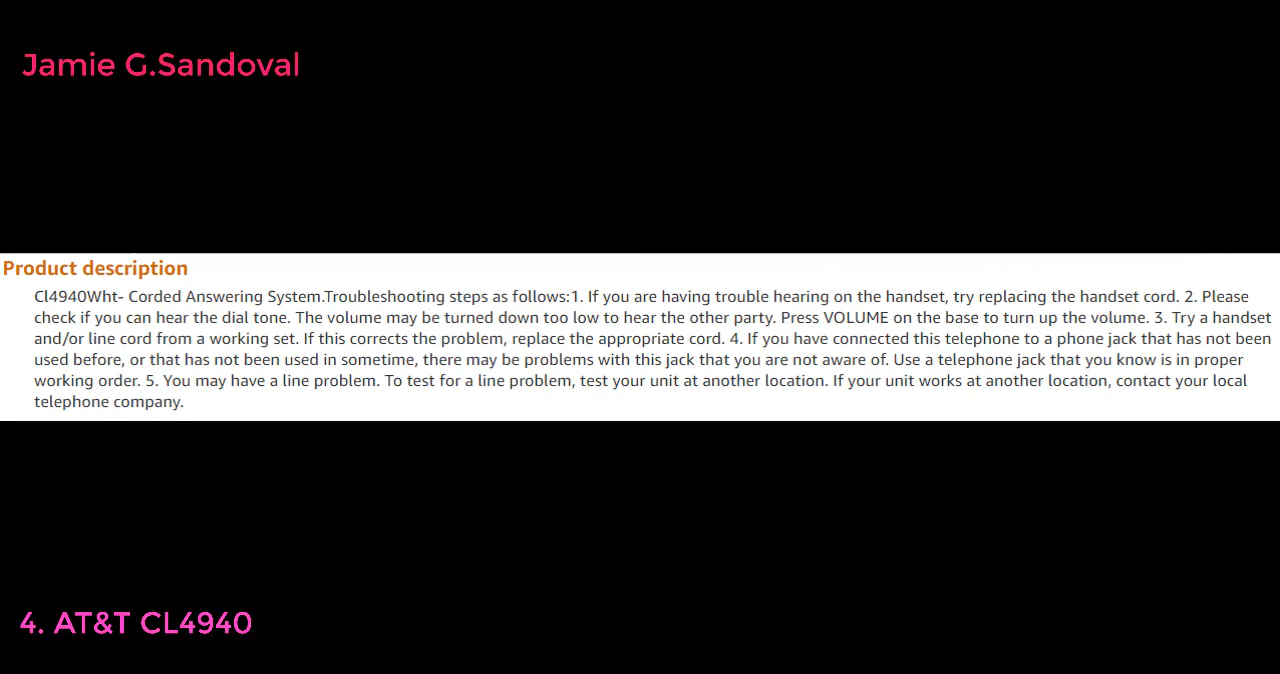 Jamie G.Sandoval
Product description
Cl4940Wht- Corded Answering System.Troubleshooting steps as follows:1. If you are having trouble hearing on the handset, try replacing the handset cord. 2. Please
check if you can hear the dial tone. The volume may be turned down too low to hear the other party. Press VOLUME on the base to turn up the volume. 3. Try a handset
and/or line cord from a working set. If this corrects the problem, replace the appropriate cord. 4. If you have connected this telephone to a phone jack that has not been
used before, or that has not been used in sometime, there may be problems with this jack that you are not aware of. Use a telephone jack that you know is in proper
working order. 5. You may have a line problem. To test for a line problem, test your unit at another location. If your unit works at another location, contact your local
telephone company.
4. AT&T CL4940